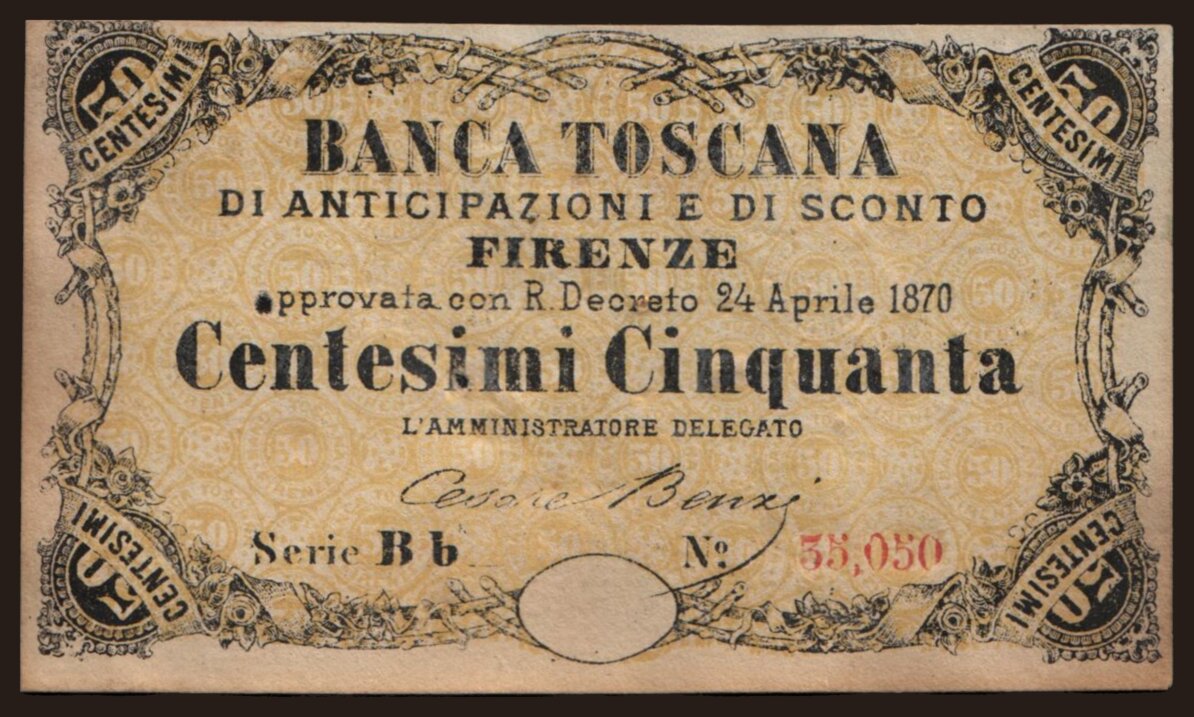 50 CENTESIMI
50 CENTESIMI
BANCA TOSCANA
DI ANTICIPAZIONI E DI SCONTO
FIRENZE
approvata con R. Decreto 24 Aprile 1870
Centesimi Cinquanta
L'AMMINISTRATORE DELEGATO
Cesare Benzi
Serie Bb Nº 35,050
50 CENTESIMI
50 CENTESIMI